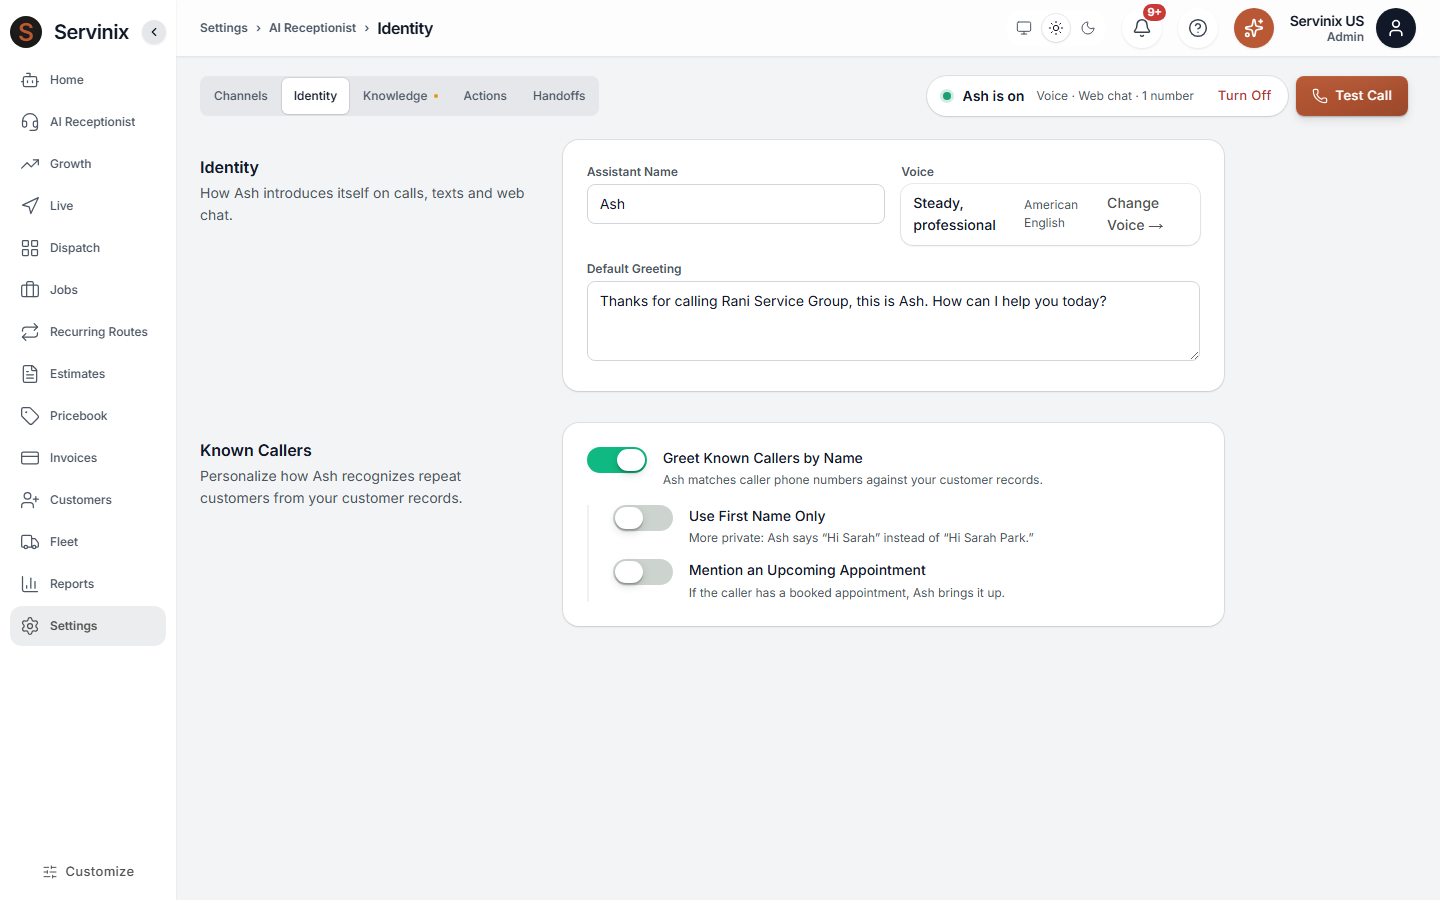 S Servinix
Home
AI Receptionist
Growth
Live
Dispatch
Jobs
Recurring Routes
Estimates
Pricebook
Invoices
Customers
Fleet
Reports
Settings
Customize
Settings › AI Receptionist › Identity
9+
Servinix US
Admin
Channels Identity Knowledge • Actions Handoffs
Ash is on Voice · Web chat · 1 number Turn Off
Test Call
Identity
How Ash introduces itself on calls, texts and web
chat.
Assistant Name
Ash
Voice
Steady,
professional
American
English
Change
Voice →
Default Greeting
Thanks for calling Rani Service Group, this is Ash. How can I help you today?
Known Callers
Personalize how Ash recognizes repeat
customers from your customer records.
Greet Known Callers by Name
Ash matches caller phone numbers against your customer records.
Use First Name Only
More private: Ash says “Hi Sarah” instead of “Hi Sarah Park.”
Mention an Upcoming Appointment
If the caller has a booked appointment, Ash brings it up.